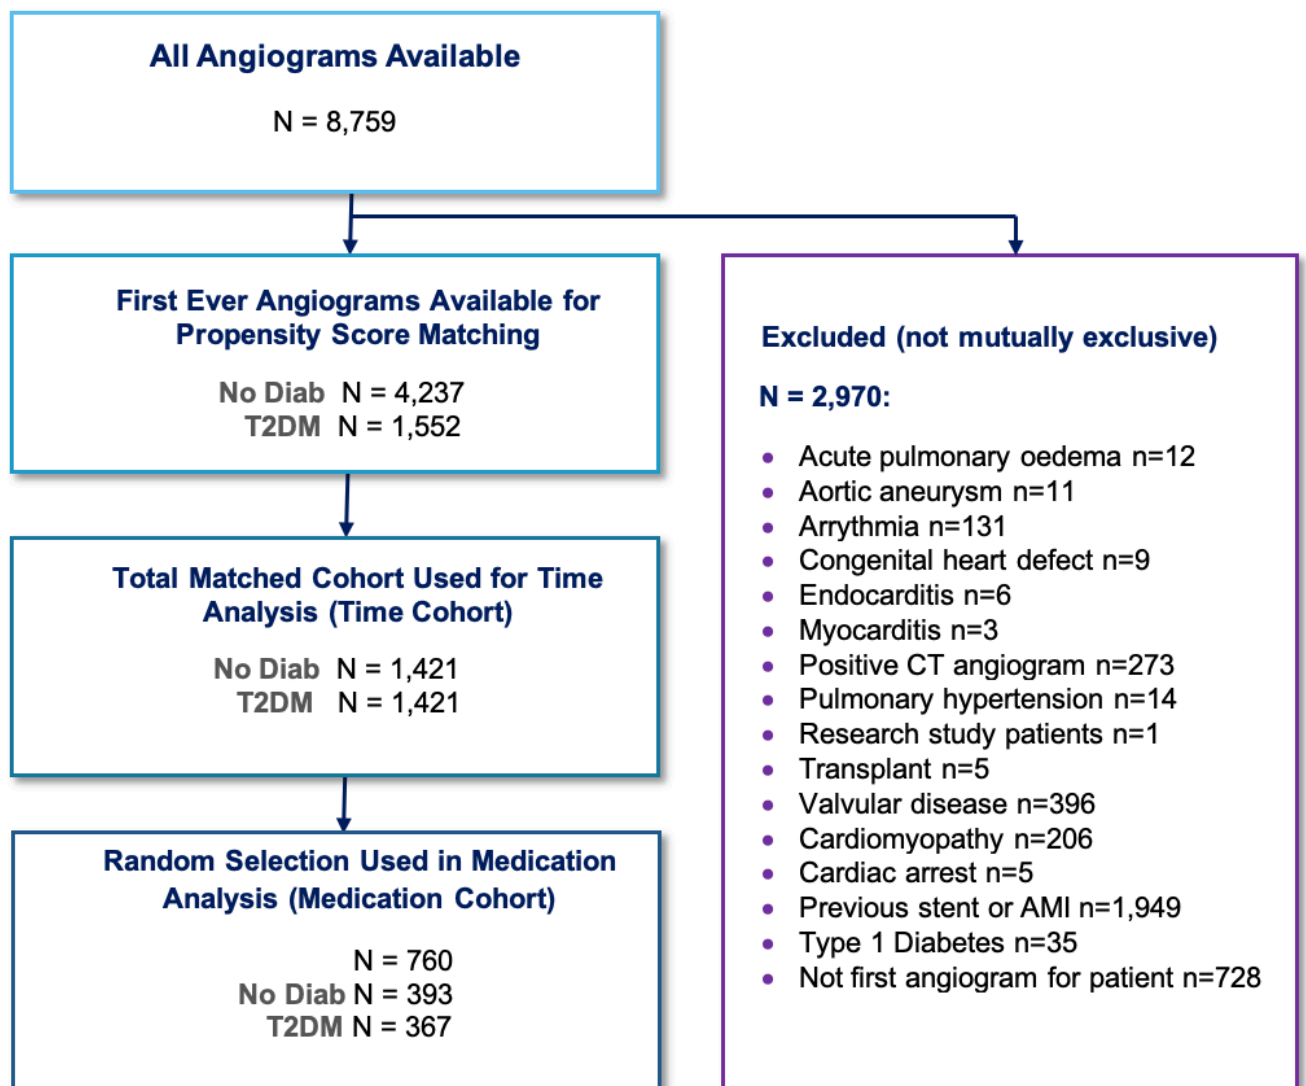 All Angiograms Available
N = 8,759
First Ever Angiograms Available for
Propensity Score Matching
No Diab N = 4,237
T2DM N = 1,552
Total Matched Cohort Used for Time
Analysis (Time Cohort)
No Diab N = 1,421
T2DM N = 1,421
Random Selection Used in Medication
Analysis (Medication Cohort)
N = 760
No Diab N = 393
T2DM N = 367
Excluded (not mutually exclusive)
N = 2,970:
• Acute pulmonary oedema n=12
• Aortic aneurysm n=11
• Arrythmia n=131
• Congenital heart defect n=9
• Endocarditis n=6
• Myocarditis n=3
• Positive CT angiogram n=273
• Pulmonary hypertension n=14
• Research study patients n=1
• Transplant n=5
• Valvular disease n=396
• Cardiomyopathy n=206
• Cardiac arrest n=5
• Previous stent or AMI n=1,949
• Type 1 Diabetes n=35
• Not first angiogram for patient n=728